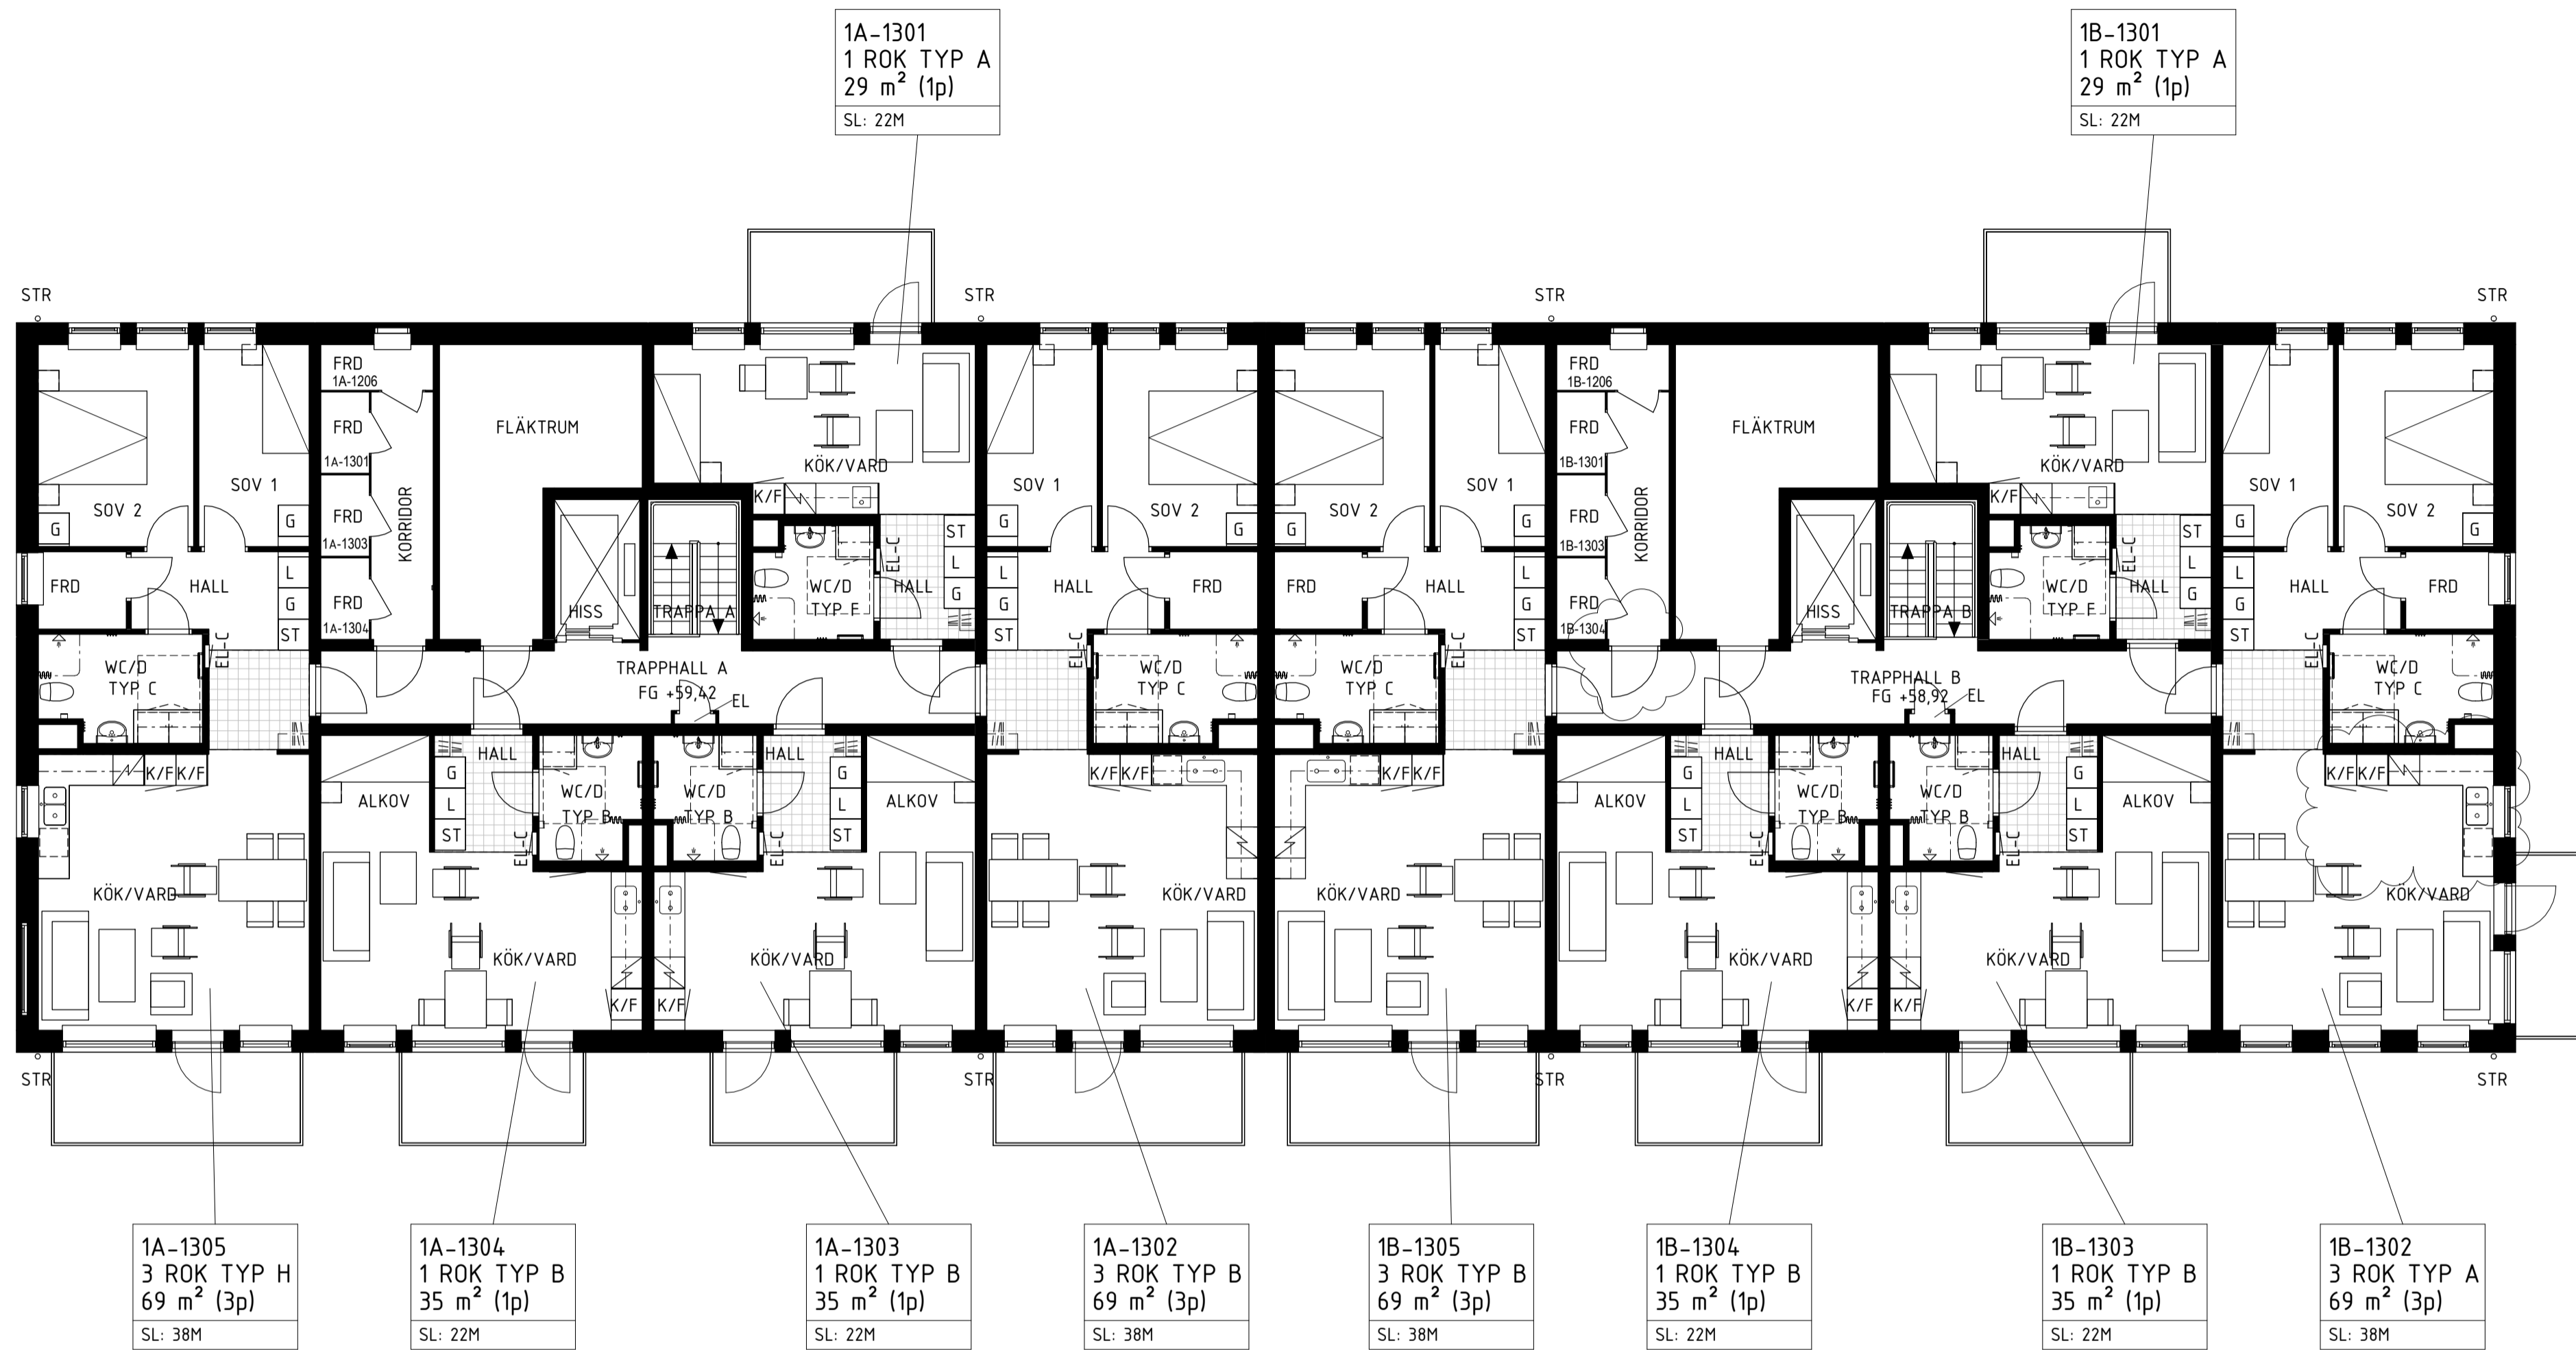 1A-1301
1 ROK TYP A
29 m² (1p)
SL: 22M
1B-1301
1 ROK TYP A
29 m² (1p)
SL: 22M
STR
STR
STR
STR
FRD
1A-1206
FRD
1A-1301
FRD
1A-1303
FRD
1A-1304
KORRIDOR
FLÄKTRUM
KÖK/VARD
K/F
SOV 2
G
SOV 1
G
FRD
HALL
L
G
ST
EL-C
WC/D
TYP C
HISS
TRAPPA A
WC/D
TYP F
EL-C
HALL
ST
L
G
TRAPPHALL A
FG +59,42
EL
SOV 1
G
SOV 2
G
HALL
L
G
ST
FRD
EL-C
WC/D
TYP C
SOV 2
G
SOV 1
G
FRD
HALL
L
G
ST
EL-C
WC/D
TYP C
FRD
1B-1206
FRD
1B-1301
FRD
1B-1303
FRD
1B-1304
KORRIDOR
FLÄKTRUM
KÖK/VARD
K/F
HISS
TRAPPA B
WC/D
TYP F
EL-C
HALL
ST
L
G
TRAPPHALL B
FG +58,92
EL
SOV 1
G
SOV 2
G
HALL
L
G
ST
FRD
EL-C
WC/D
TYP C
K/F
K/F
KÖK/VARD
ALKOV
G
L
ST
HALL
EL-C
WC/D
TYP B
KÖK/VARD
K/F
WC/D
TYP B
HALL
EL-C
G
L
ST
ALKOV
KÖK/VARD
K/F
K/F
K/F
KÖK/VARD
K/F
K/F
KÖK/VARD
ALKOV
G
L
ST
HALL
EL-C
WC/D
TYP B
KÖK/VARD
K/F
WC/D
TYP B
HALL
EL-C
G
L
ST
ALKOV
KÖK/VARD
K/F
K/F
K/F
KÖK/VARD
STR
STR
STR
STR
1A-1305
3 ROK TYP H
69 m² (3p)
SL: 38M
1A-1304
1 ROK TYP B
35 m² (1p)
SL: 22M
1A-1303
1 ROK TYP B
35 m² (1p)
SL: 22M
1A-1302
3 ROK TYP B
69 m² (3p)
SL: 38M
1B-1305
3 ROK TYP B
69 m² (3p)
SL: 38M
1B-1304
1 ROK TYP B
35 m² (1p)
SL: 22M
1B-1303
1 ROK TYP B
35 m² (1p)
SL: 22M
1B-1302
3 ROK TYP A
69 m² (3p)
SL: 38M